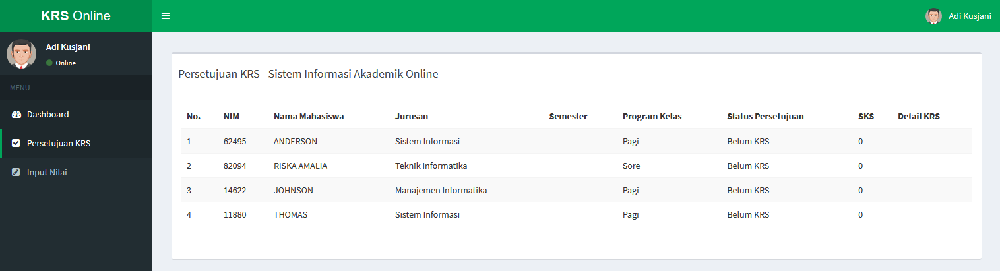 KRS Online
Adi Kusjani
Adi Kusjani
Online
MENU
Dashboard
Persetujuan KRS
Input Nilai
Persetujuan KRS - Sistem Informasi Akademik Online
No. NIM Nama Mahasiswa Jurusan Semester Program Kelas Status Persetujuan SKS Detail KRS
1 62495 ANDERSON Sistem Informasi Pagi Belum KRS 0
2 82094 RISKA AMALIA Teknik Informatika Sore Belum KRS 0
3 14622 JOHNSON Manajemen Informatika Pagi Belum KRS 0
4 11880 THOMAS Sistem Informasi Pagi Belum KRS 0